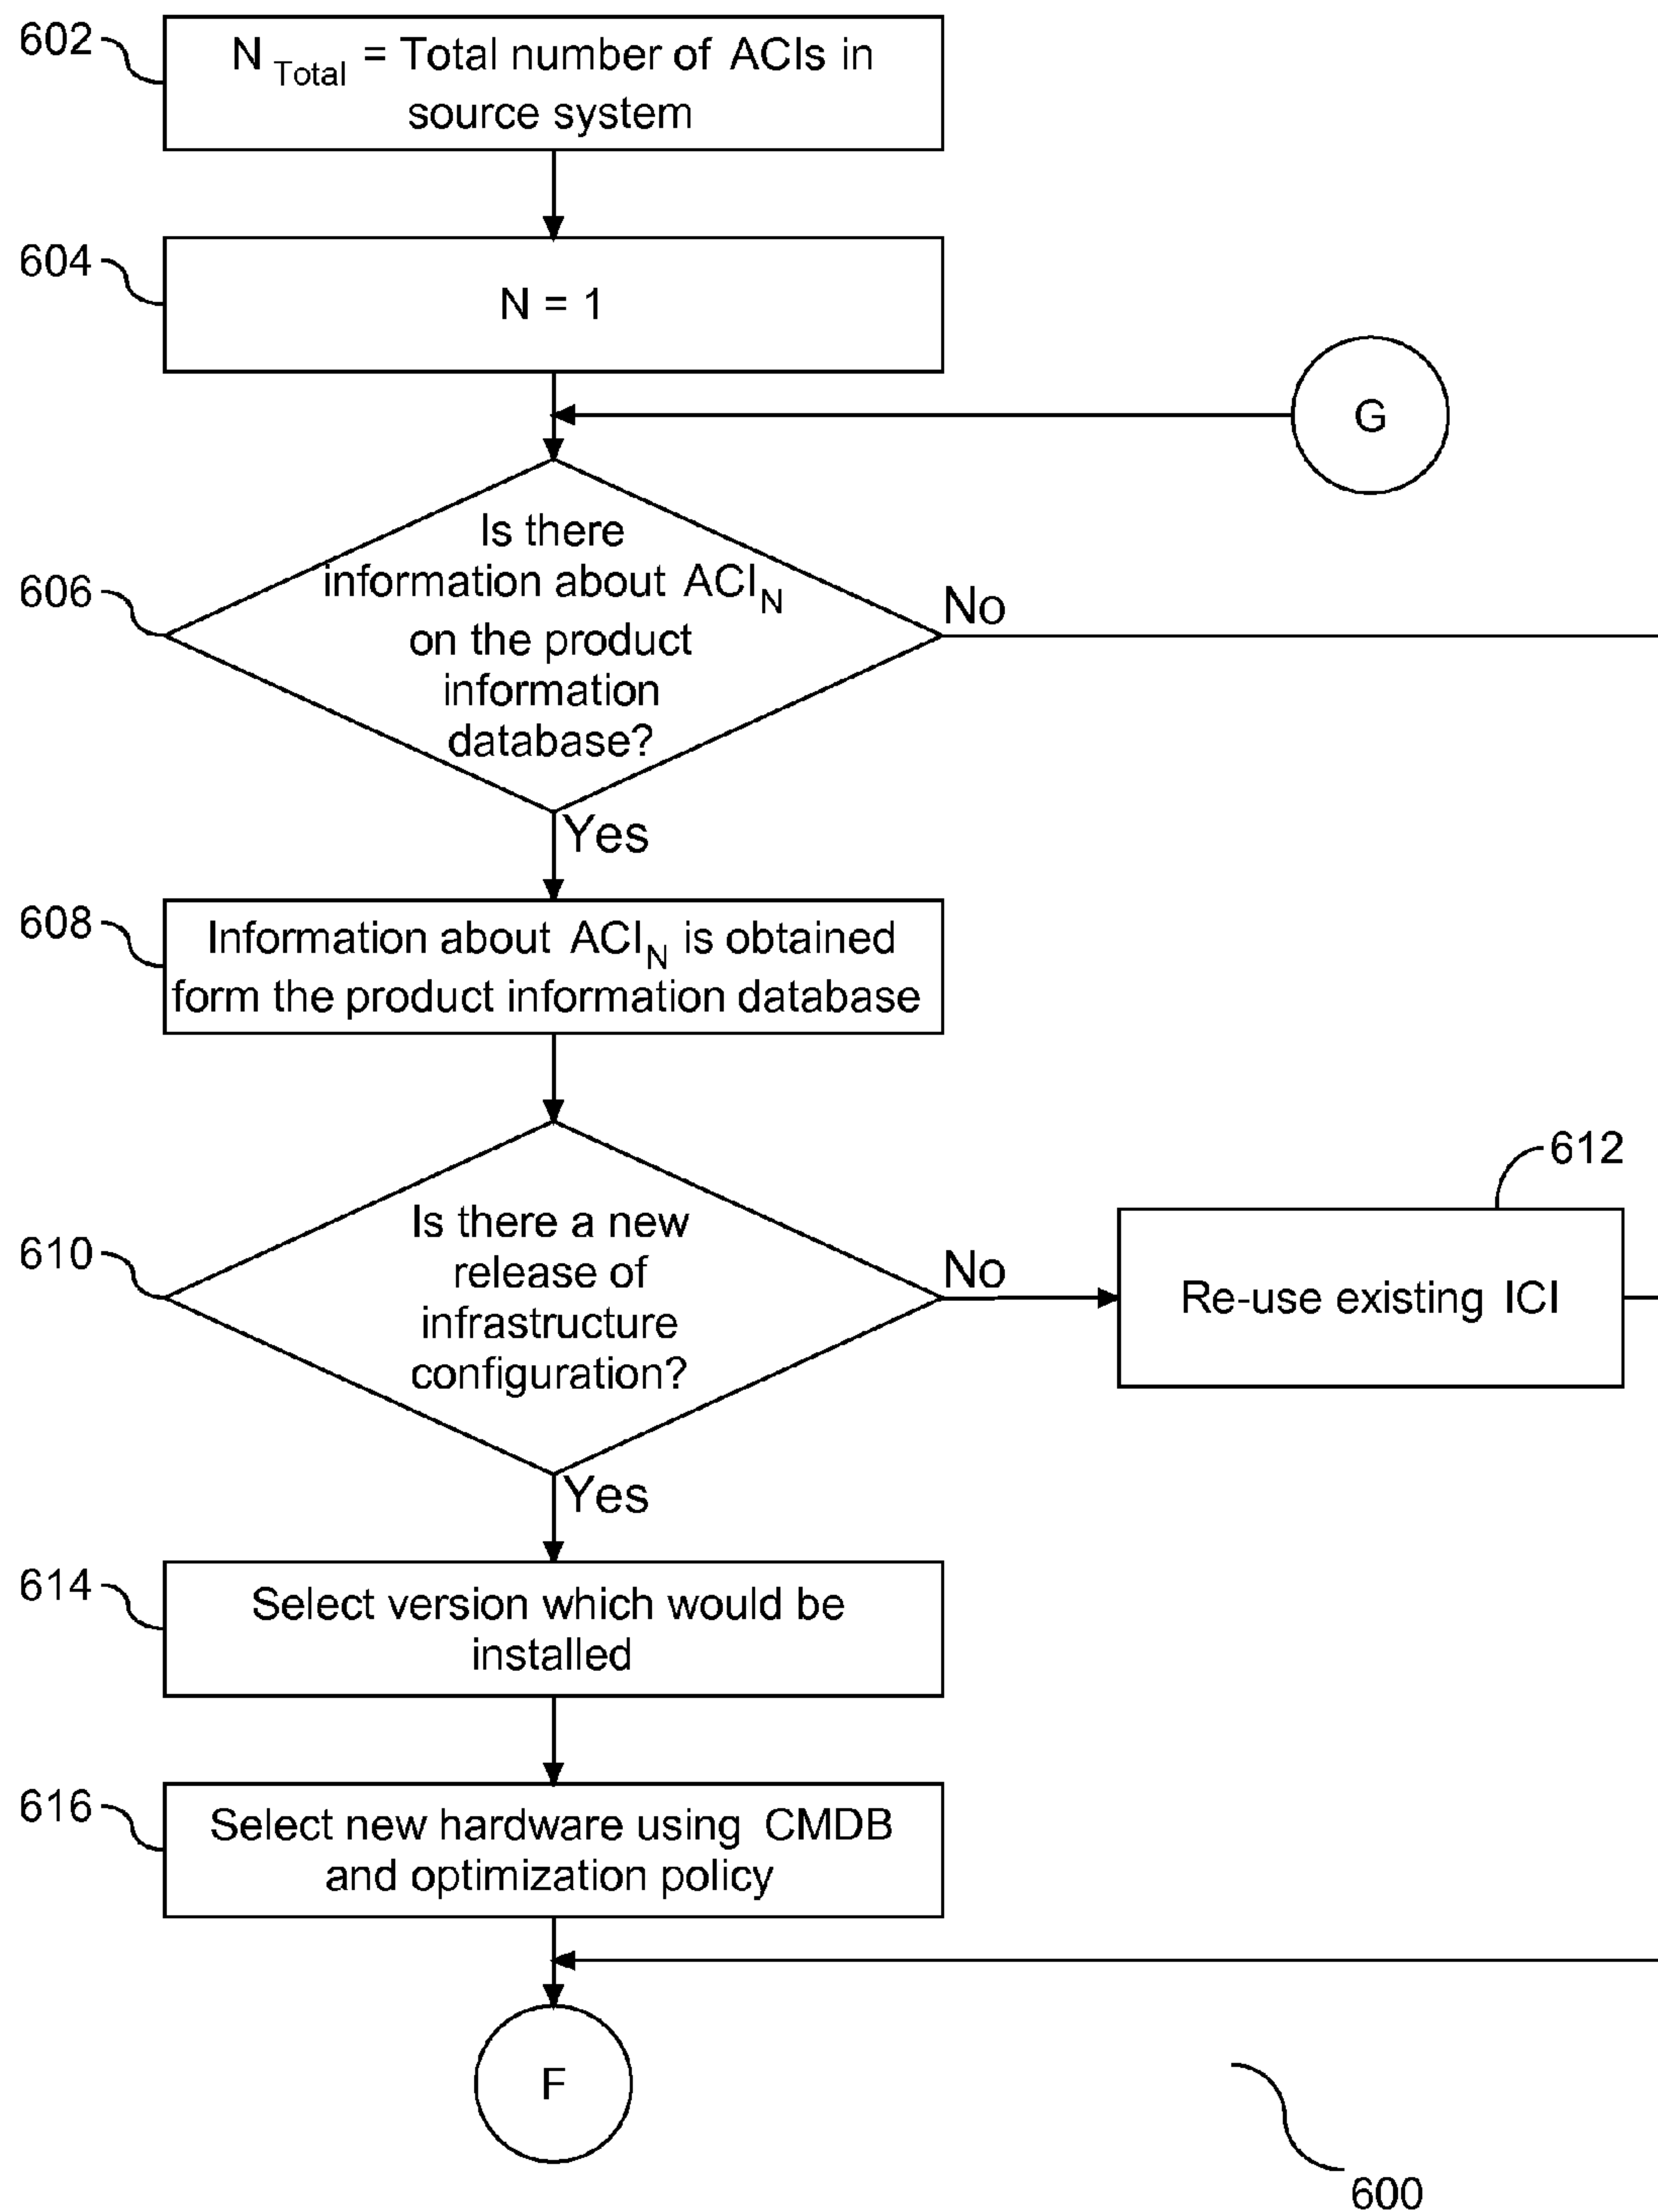 602
N Total = Total number of ACIs in
source system
604
N = 1
G
606
Is there
information about ACIN
on the product
information
database?
No
Yes
608
Information about ACIN is obtained
form the product information database
612
610
Is there a new
release of
infrastructure
configuration?
No
Re-use existing ICI
Yes
614
Select version which would be
installed
616
Select new hardware using CMDB
and optimization policy
F
600